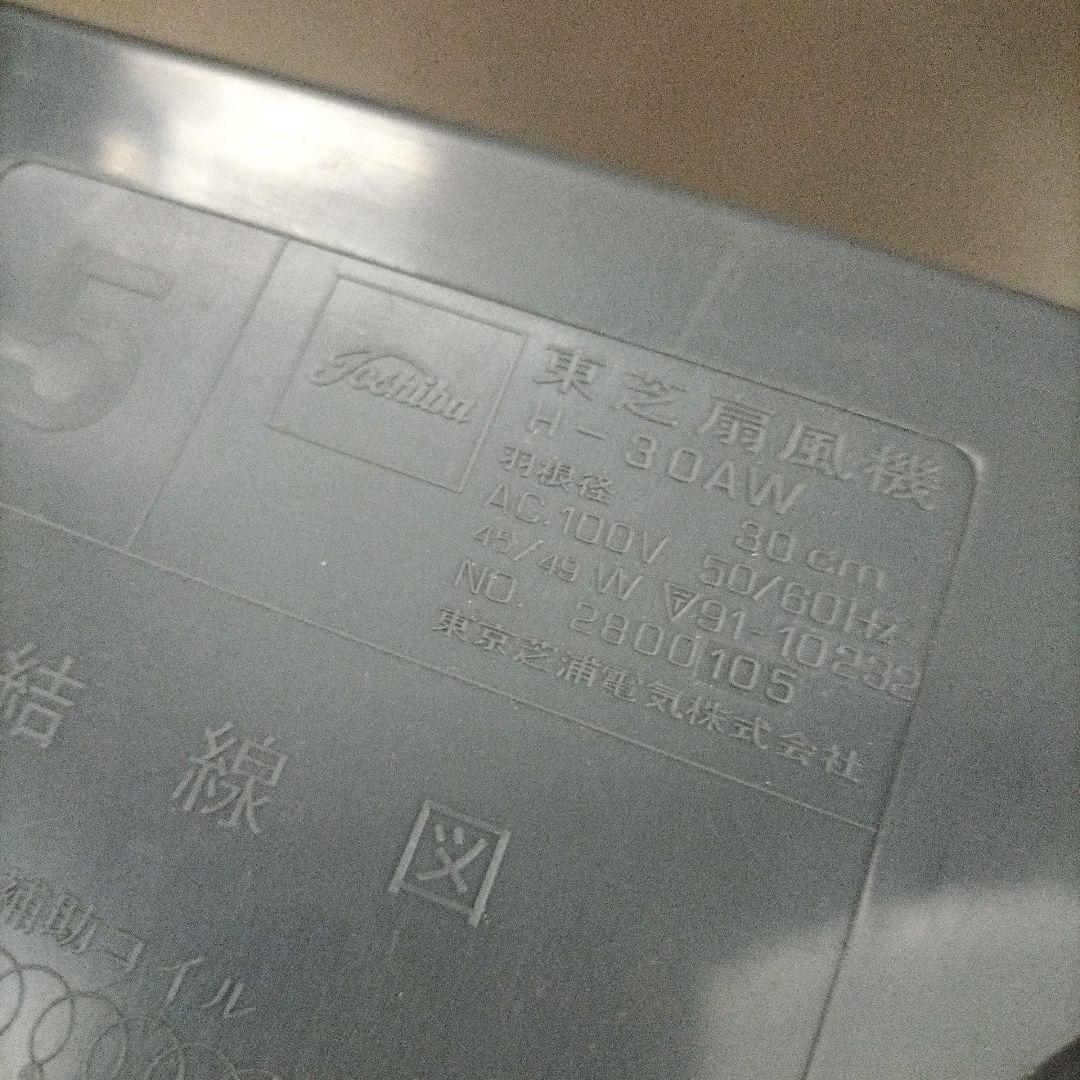 5
Toshiba
東芝扇風機
H-30AW
羽根径 30cm
AC.100V 50/60Hz
45/49 W ▽91-10232
NO. 2800105
東京芝浦電気株式会社
結線図
補助コイル